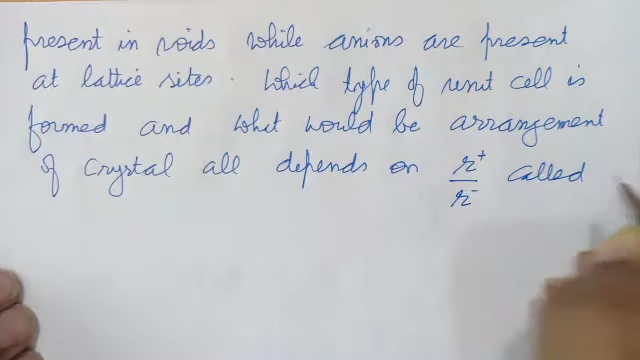 present in voids while anions are present
at lattice sites. Which type of unit cell is
formed and what would be arrangement
of crystal all depends on r⁺/r⁻ called